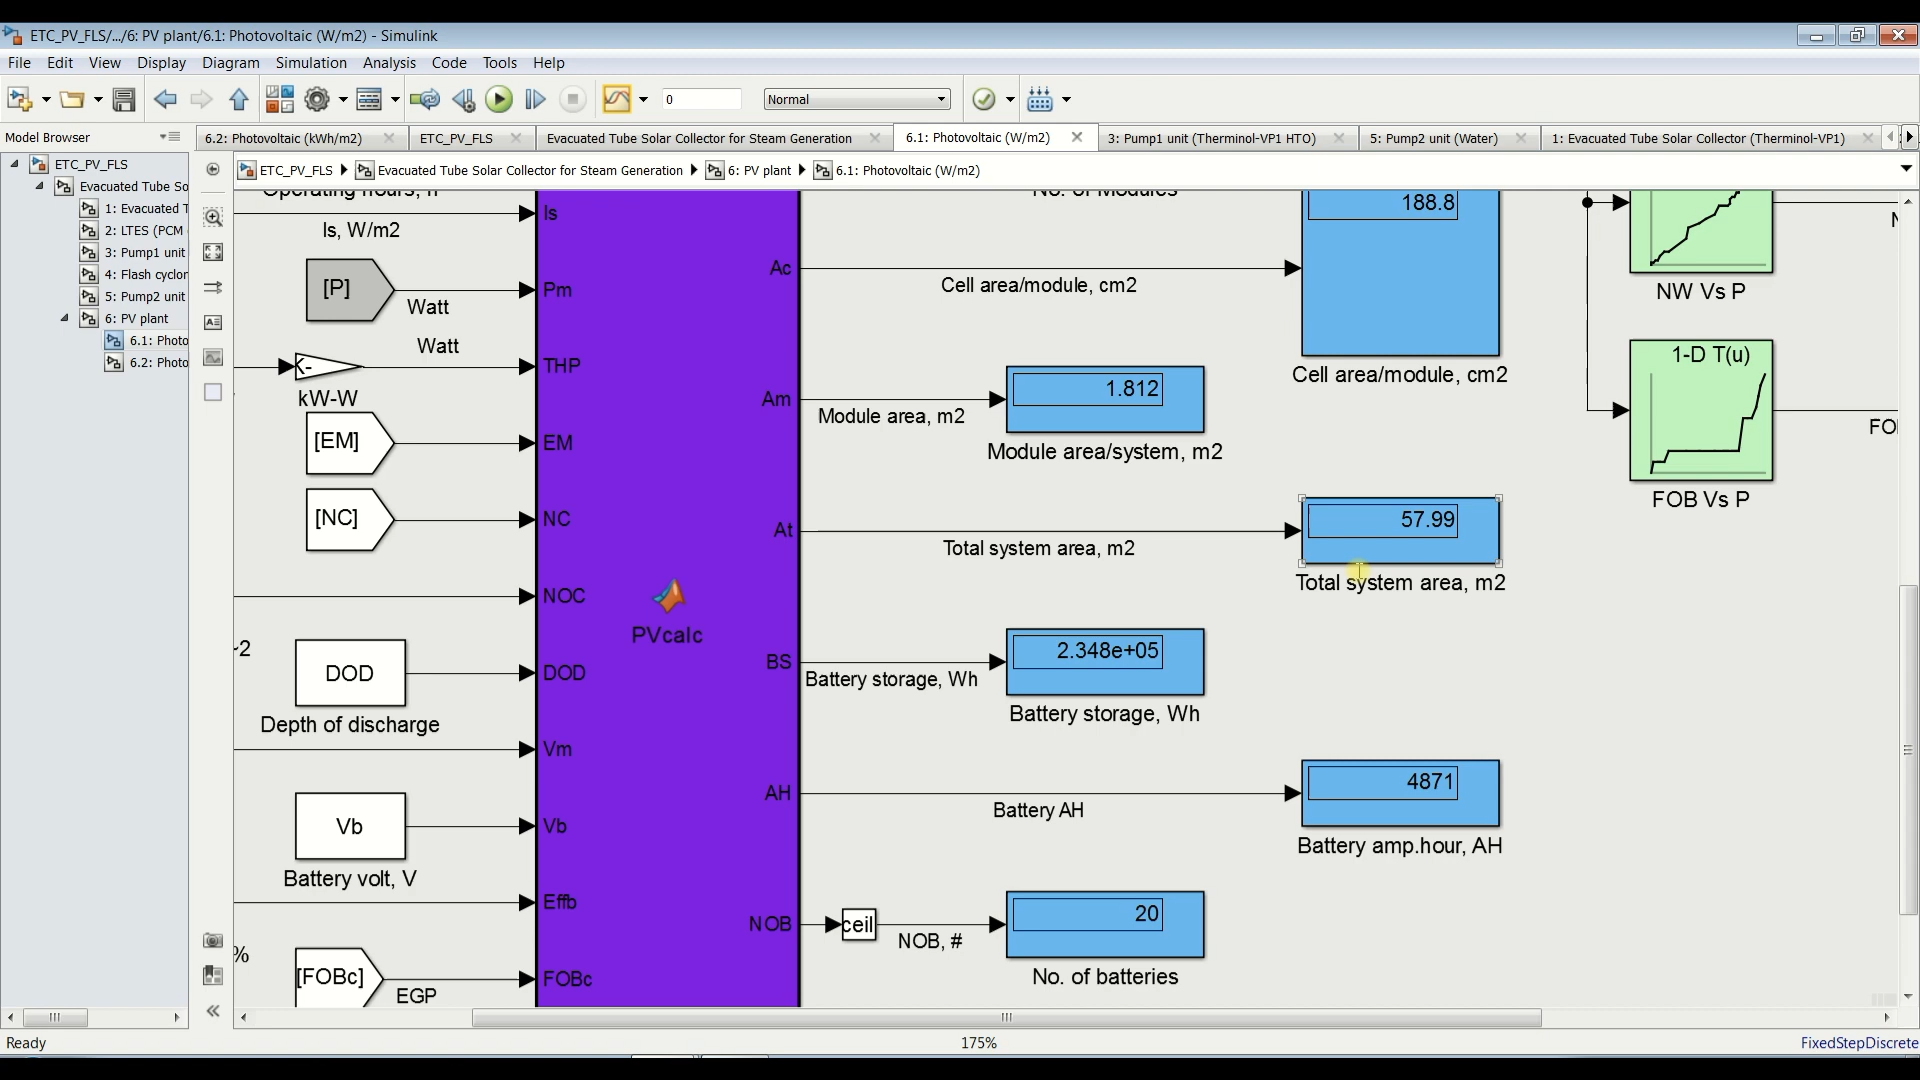 ETC_PV_FLS/.../6: PV plant/6.1: Photovoltaic (W/m2) - Simulink
File Edit View Display Diagram Simulation Analysis Code Tools Help
0
Normal
Model Browser
6.2: Photovoltaic (kWh/m2)
ETC_PV_FLS
Evacuated Tube Solar Collector for Steam Generation
6.1: Photovoltaic (W/m2)
3: Pump1 unit (Therminol-VP1 HTO)
5: Pump2 unit (Water)
1: Evacuated Tube Solar Collector (Therminol-VP1)
ETC_PV_FLS
Evacuated Tube So
1: Evacuated T
2: LTES (PCM
3: Pump1 unit
4: Flash cyclor
5: Pump2 unit
6: PV plant
6.1: Photo
6.2: Photo
ETC_PV_FLS Evacuated Tube Solar Collector for Steam Generation 6: PV plant 6.1: Photovoltaic (W/m2)
Operating hours, h
Is, W/m2
[P]
Watt
Watt
K-
kW-W
[EM]
[NC]
~2
DOD
Depth of discharge
Vb
Battery volt, V
%
[FOBc]
EGP
Is
Pm
THP
EM
NC
NOC
DOD
Vm
Vb
Effb
FOBc
PVcalc
Ac
Am
At
BS
AH
NOB
No. of Modules
188.8
Cell area/module, cm2
Cell area/module, cm2
1.812
Module area, m2
Module area/system, m2
57.99
Total system area, m2
Total system area, m2
2.348e+05
Battery storage, Wh
Battery storage, Wh
4871
Battery AH
Battery amp.hour, AH
ceil
NOB, #
20
No. of batteries
NW Vs P
1-D T(u)
FOB Vs P
N
FO
Ready
175%
FixedStepDiscrete